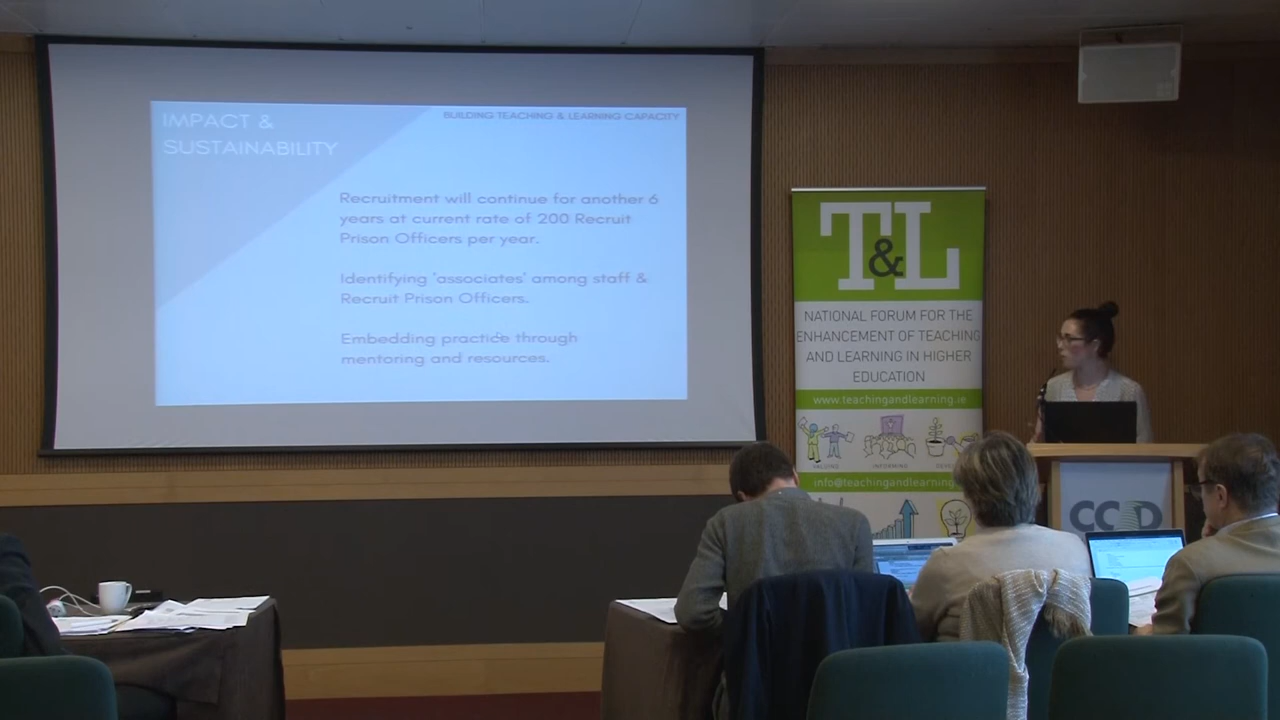 IMPACT &
SUSTAINABILITY
BUILDING TEACHING & LEARNING CAPACITY
Recruitment will continue for another 6
years at current rate of 200 Recruit
Prison Officers per year.
Identifying 'associates' among staff &
Recruit Prison Officers.
Embedding practice through
mentoring and resources.
T&L
NATIONAL FORUM FOR THE
ENHANCEMENT OF TEACHING
AND LEARNING IN HIGHER
EDUCATION
www.teachingandlearning.ie
VALUING
INFORMING
info@teachingandlearning.
CCD